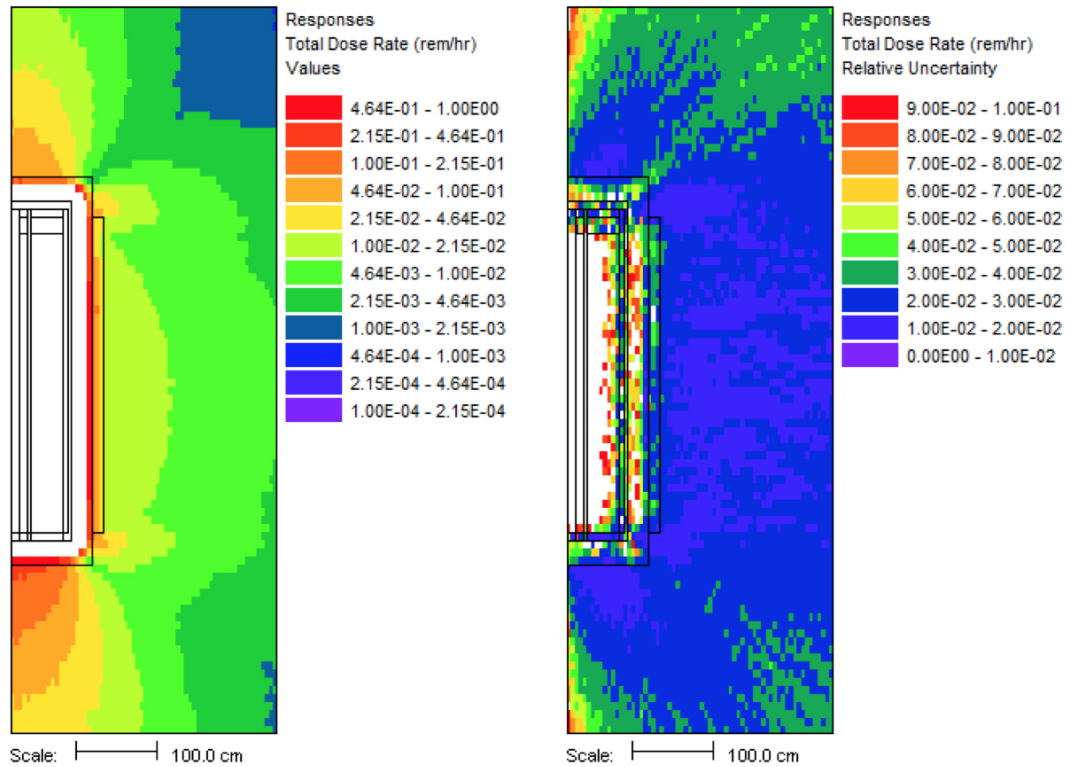 Responses
Total Dose Rate (rem/hr)
Values
4.64E-01 - 1.00E00
2.15E-01 - 4.64E-01
1.00E-01 - 2.15E-01
4.64E-02 - 1.00E-01
2.15E-02 - 4.64E-02
1.00E-02 - 2.15E-02
4.64E-03 - 1.00E-02
2.15E-03 - 4.64E-03
1.00E-03 - 2.15E-03
4.64E-04 - 1.00E-03
2.15E-04 - 4.64E-04
1.00E-04 - 2.15E-04
Scale: 100.0 cm
Responses
Total Dose Rate (rem/hr)
Relative Uncertainty
9.00E-02 - 1.00E-01
8.00E-02 - 9.00E-02
7.00E-02 - 8.00E-02
6.00E-02 - 7.00E-02
5.00E-02 - 6.00E-02
4.00E-02 - 5.00E-02
3.00E-02 - 4.00E-02
2.00E-02 - 3.00E-02
1.00E-02 - 2.00E-02
0.00E00 - 1.00E-02
Scale: 100.0 cm